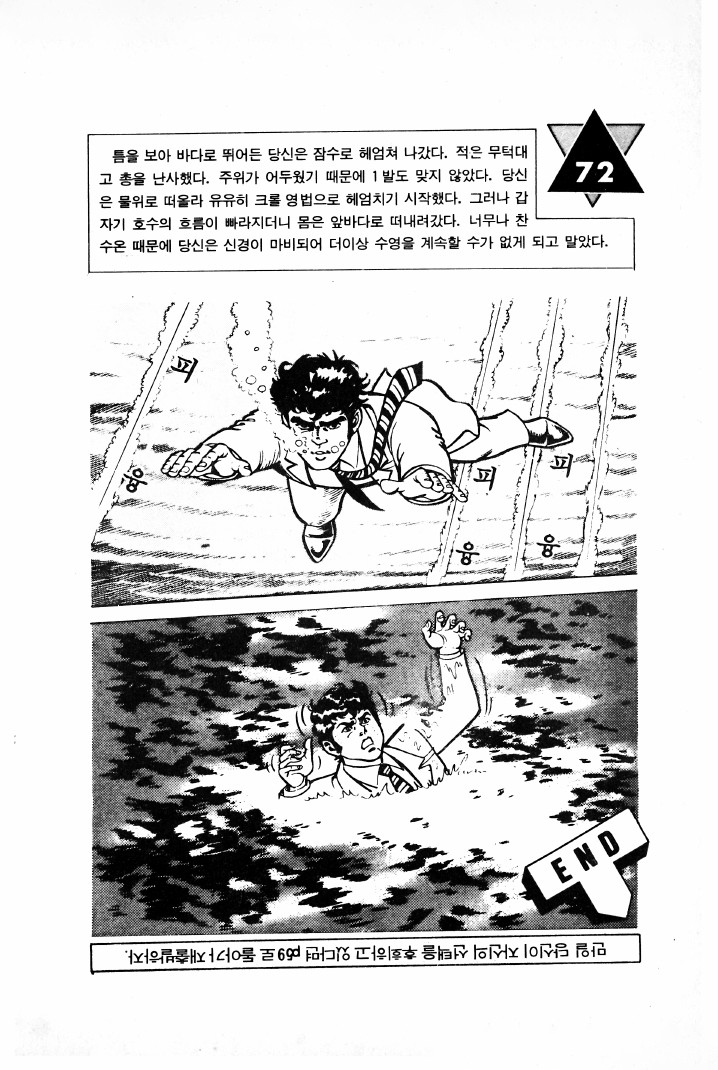 틈을 보아 바다로 뛰어든 당신은 잠수로 헤엄쳐 나갔다. 적은 무턱대
고 총을 난사했다. 주위가 어두웠기 때문에 1발도 맞지 않았다. 당신
은 물위로 떠올라 유유히 크롤 영법으로 헤엄치기 시작했다. 그러나 갑
자기 호수의 흐름이 빠라지더니 몸은 앞바다로 떠내려갔다. 너무나 찬
수온 때문에 당신은 신경이 마비되어 더이상 수영을 계속할 수가 없게 되고 말았다.
72
피
융
피
융
피
융
END
만일 당신이 자신의 선택을 후회하고 있다면 p69로 돌아가 재출발하자.